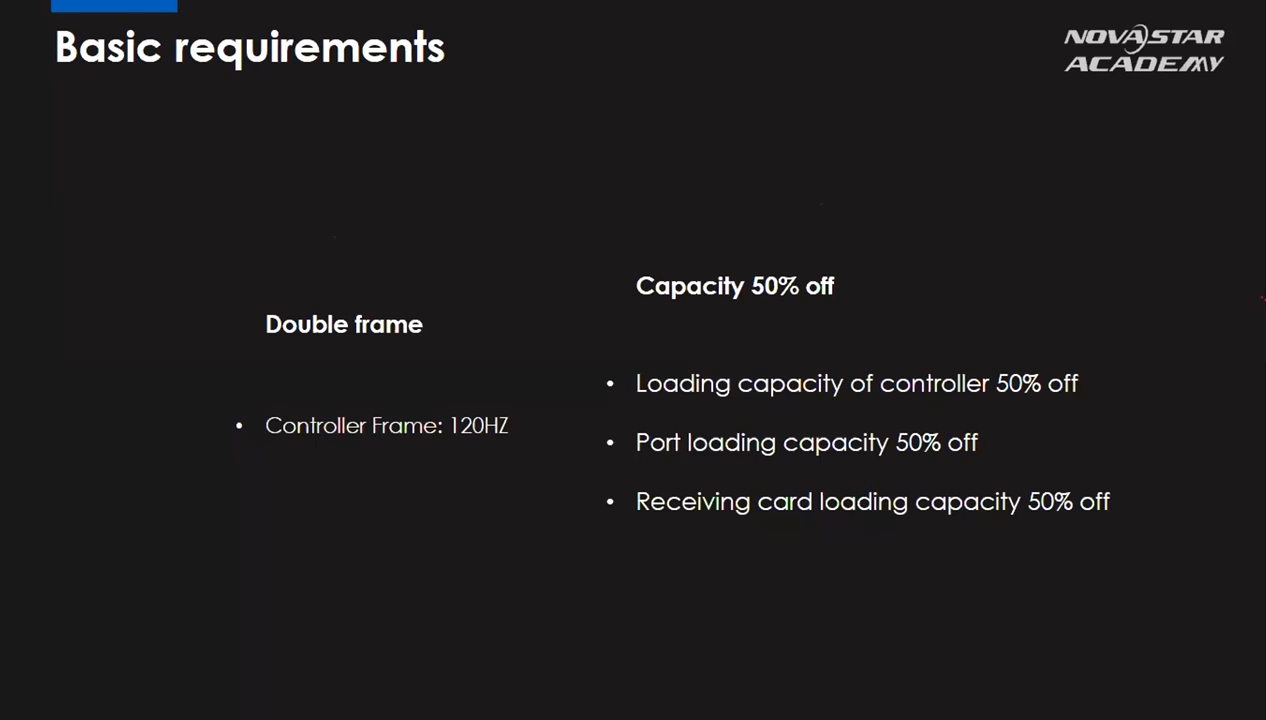 Basic requirements
NOVASTAR
ACADEMY
Double frame
• Controller Frame: 120HZ
Capacity 50% off
• Loading capacity of controller 50% off
• Port loading capacity 50% off
• Receiving card loading capacity 50% off